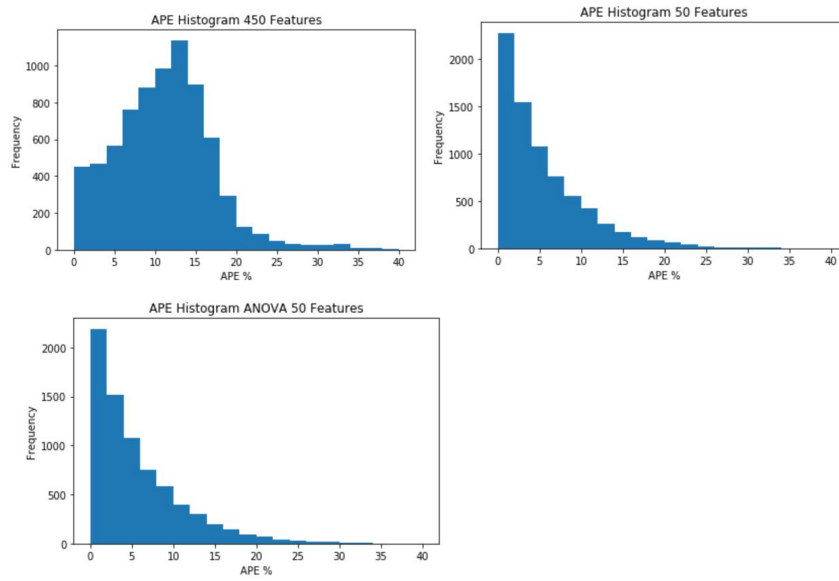 APE Histogram 450 Features
Frequency
1000
800
600
400
200
0
0 5 10 15 20 25 30 35 40
APE %
APE Histogram 50 Features
Frequency
2000
1500
1000
500
0
0 5 10 15 20 25 30 35 40
APE %
APE Histogram ANOVA 50 Features
Frequency
2000
1500
1000
500
0
0 5 10 15 20 25 30 35 40
APE %